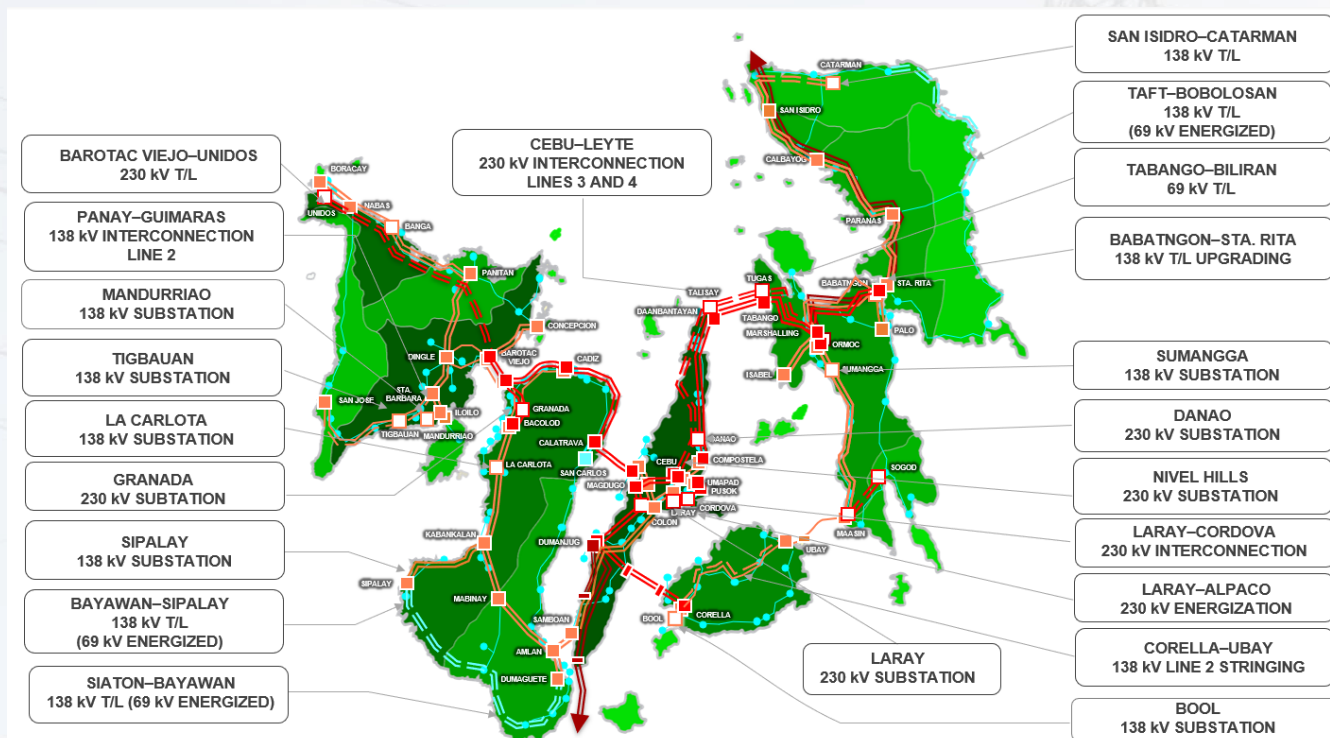 SAN ISIDRO–CATARMAN
138 kV T/L
TAFT–BOBOLOSAN
138 kV T/L
(69 kV ENERGIZED)
TABANGO–BILIRAN
69 kV T/L
BABATNGON–STA. RITA
138 kV T/L UPGRADING
SUMANGGA
138 kV SUBSTATION
DANAO
230 kV SUBSTATION
NIVEL HILLS
230 kV SUBSTATION
LARAY–CORDOVA
230 kV INTERCONNECTION
LARAY–ALPACO
230 kV ENERGIZATION
CORELLA–UBAY
138 kV LINE 2 STRINGING
BOOL
138 kV SUBSTATION
LARAY
230 kV SUBSTATION
CEBU–LEYTE
230 kV INTERCONNECTION
LINES 3 AND 4
BAROTAC VIEJO–UNIDOS
230 kV T/L
PANAY–GUIMARAS
138 kV INTERCONNECTION
LINE 2
MANDURRIAO
138 kV SUBSTATION
TIGBAUAN
138 kV SUBSTATION
LA CARLOTA
138 kV SUBSTATION
GRANADA
230 kV SUBTATION
SIPALAY
138 kV SUBSTATION
BAYAWAN–SIPALAY
138 kV T/L
(69 kV ENERGIZED)
SIATON–BAYAWAN
138 kV T/L (69 kV ENERGIZED)
BORACAY
UNIDOS
NABAS
BANGA
PANITAN
CONCEPCION
DINGLE
BAROTAC
VIEJO
CADIZ
STA.
BARBARA
SAN JOSE
ILOILO
TIGBAUAN
MANDURRIAO
GRANADA
BACOLOD
CALATRAVA
SAN CARLOS
LA CARLOTA
KABANKALAN
SIPALAY
MABINAY
SAMBOAN
AMLAN
DUMAGUETE
CATARMAN
SAN ISIDRO
CALBAYOG
PARANAS
BABATNGON
STA. RITA
PALO
TUGAS
TALISAY
DAANBANTAYAN
TABANGO
MARSHALLING
ORMOC
ISABEL
SUMANGGA
DANAO
COMPOSTELA
CEBU
UMAPAD
PUSOK
MAGDUGO
LARAY
CORDOVA
COLON
DUMANJUG
SOGOD
MAASIN
UBAY
CORELLA
BOOL